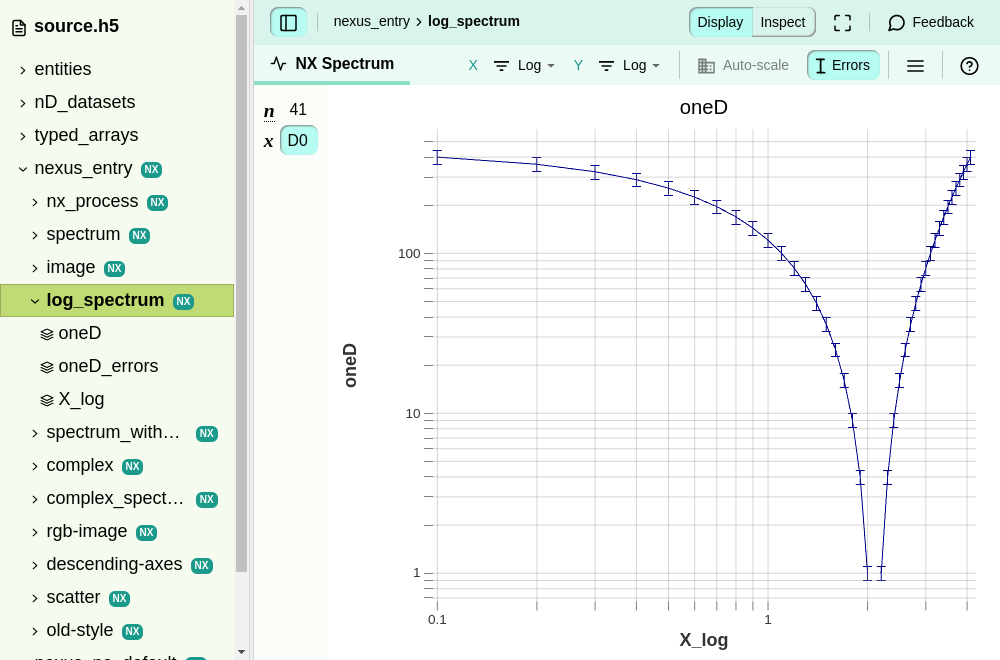 source.h5
entities
nD_datasets
typed_arrays
nexus_entry NX
nx_process NX
spectrum NX
image NX
log_spectrum NX
oneD
oneD_errors
X_log
spectrum_with… NX
complex NX
complex_spect… NX
rgb-image NX
descending-axes NX
scatter NX
old-style NX
nexus_entry › log_spectrum
Display
Inspect
Feedback
NX Spectrum
X
Log
Y
Log
Auto-scale
Errors
n 41
x D0
oneD
100
10
1
oneD
0.1
1
X_log